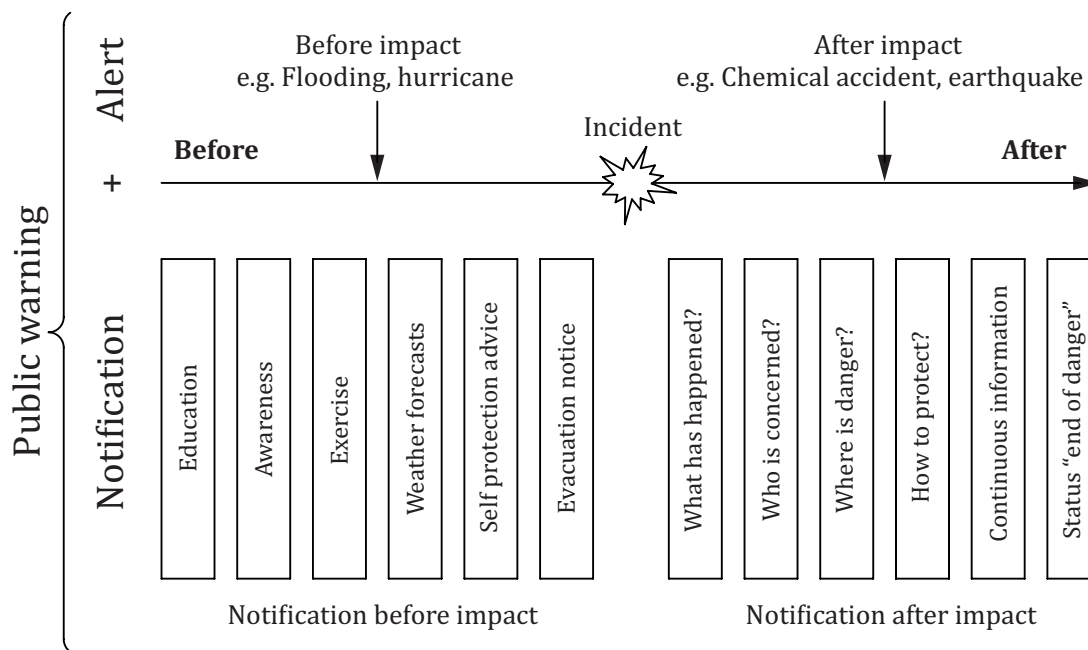 Public warning
Alert
+
Notification
Before impact
e.g. Flooding, hurricane
After impact
e.g. Chemical accident, earthquake
Incident
Before
After
Education
Awareness
Exercise
Weather forecasts
Self protection advice
Evacuation notice
What has happened?
Who is concerned?
Where is danger?
How to protect?
Continuous information
Status “end of danger”
Notification before impact
Notification after impact